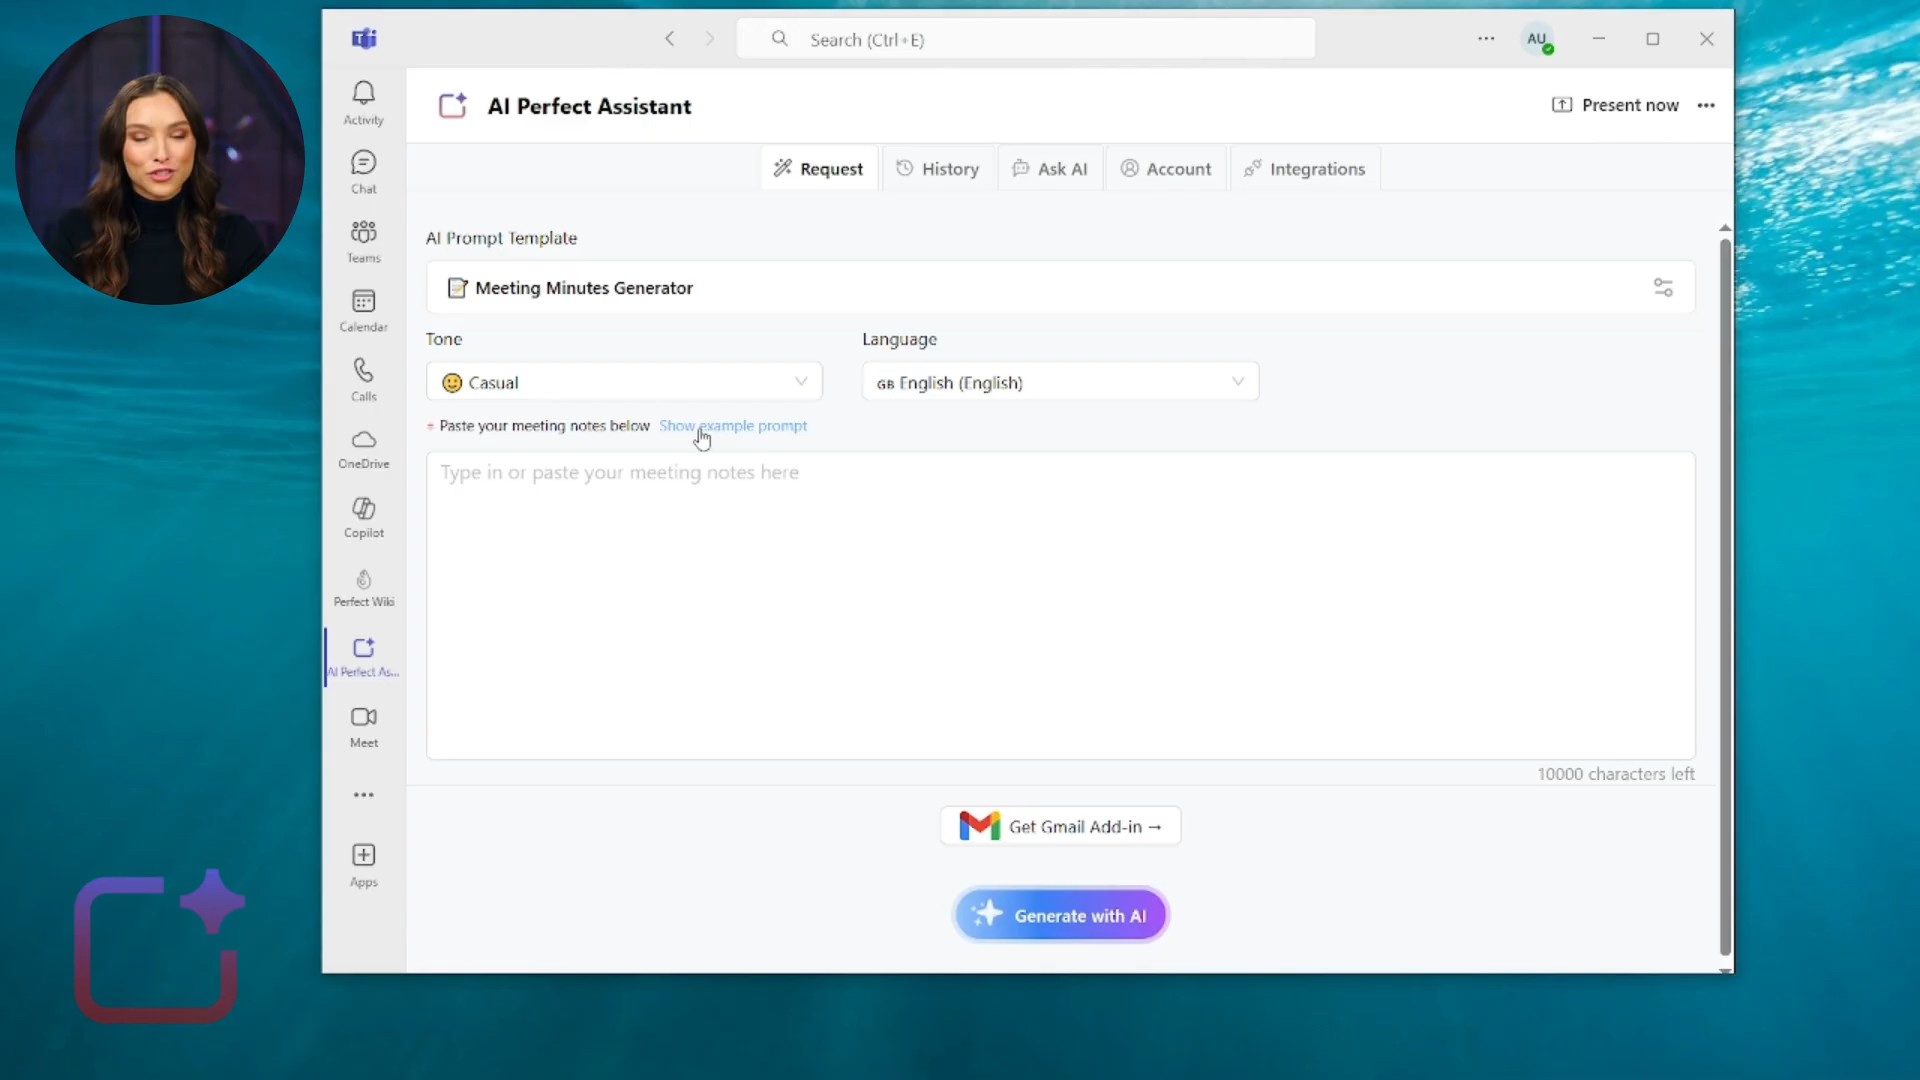 Search (Ctrl+E)
AU
Activity
Chat
Teams
Calendar
Calls
OneDrive
Copilot
Perfect Wiki
AI Perfect As...
Meet
Apps
AI Perfect Assistant
Present now
Request
History
Ask AI
Account
Integrations
AI Prompt Template
Meeting Minutes Generator
Tone
Language
Casual
GB English (English)
* Paste your meeting notes below Show example prompt
Type in or paste your meeting notes here
10000 characters left
Get Gmail Add-in →
Generate with AI